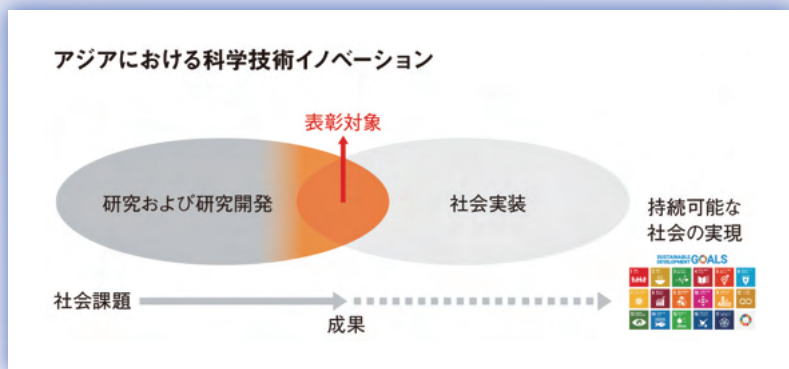 アジアにおける科学技術イノベーション
表彰対象
研究および研究開発
社会実装
持続可能な
社会の実現
SUSTAINABLE
DEVELOPMENT GOALS
社会課題
成果